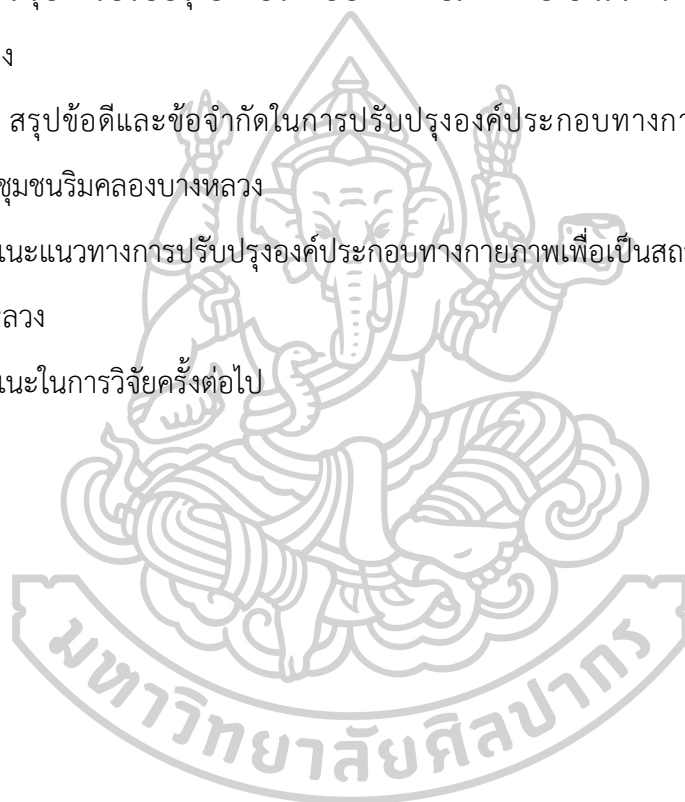 ง
สรุปข้อดีและข้อจำกัดในการปรับปรุงองค์ประกอบทางกา
ชุมชนริมคลองบางหลวง
นะแนวทางการปรับปรุงองค์ประกอบทางกายภาพเพื่อเป็นสถ
ลวง
นะในการวิจัยครั้งต่อไป
มหาวิทยาลัยศิลปากร